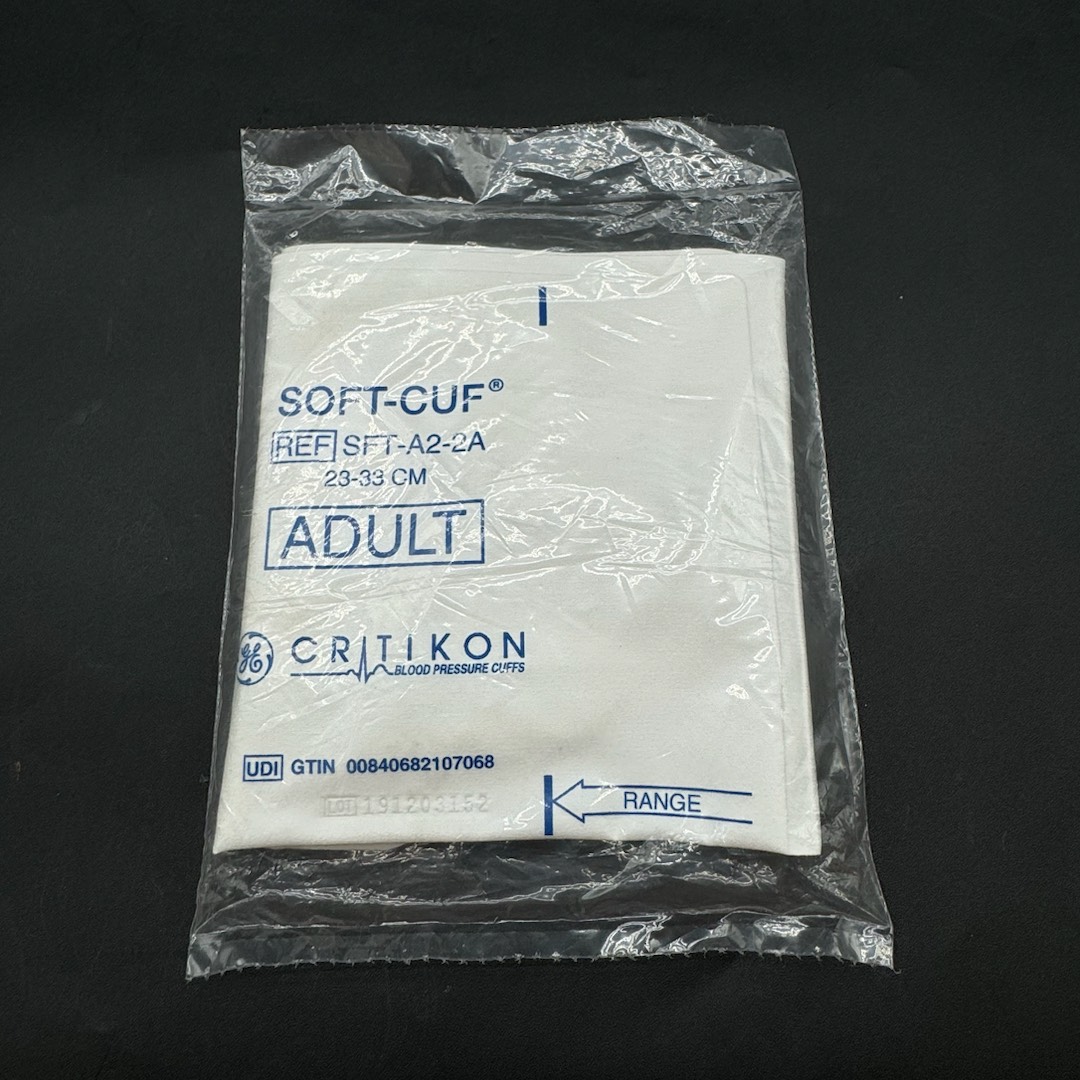 SOFT-CUF®
REF SFT-A2-2A
23-33 CM
ADULT
GE CRITIKON
BLOOD PRESSURE CUFFS
UDI GTIN 00840682107068
LOT 191203152
RANGE